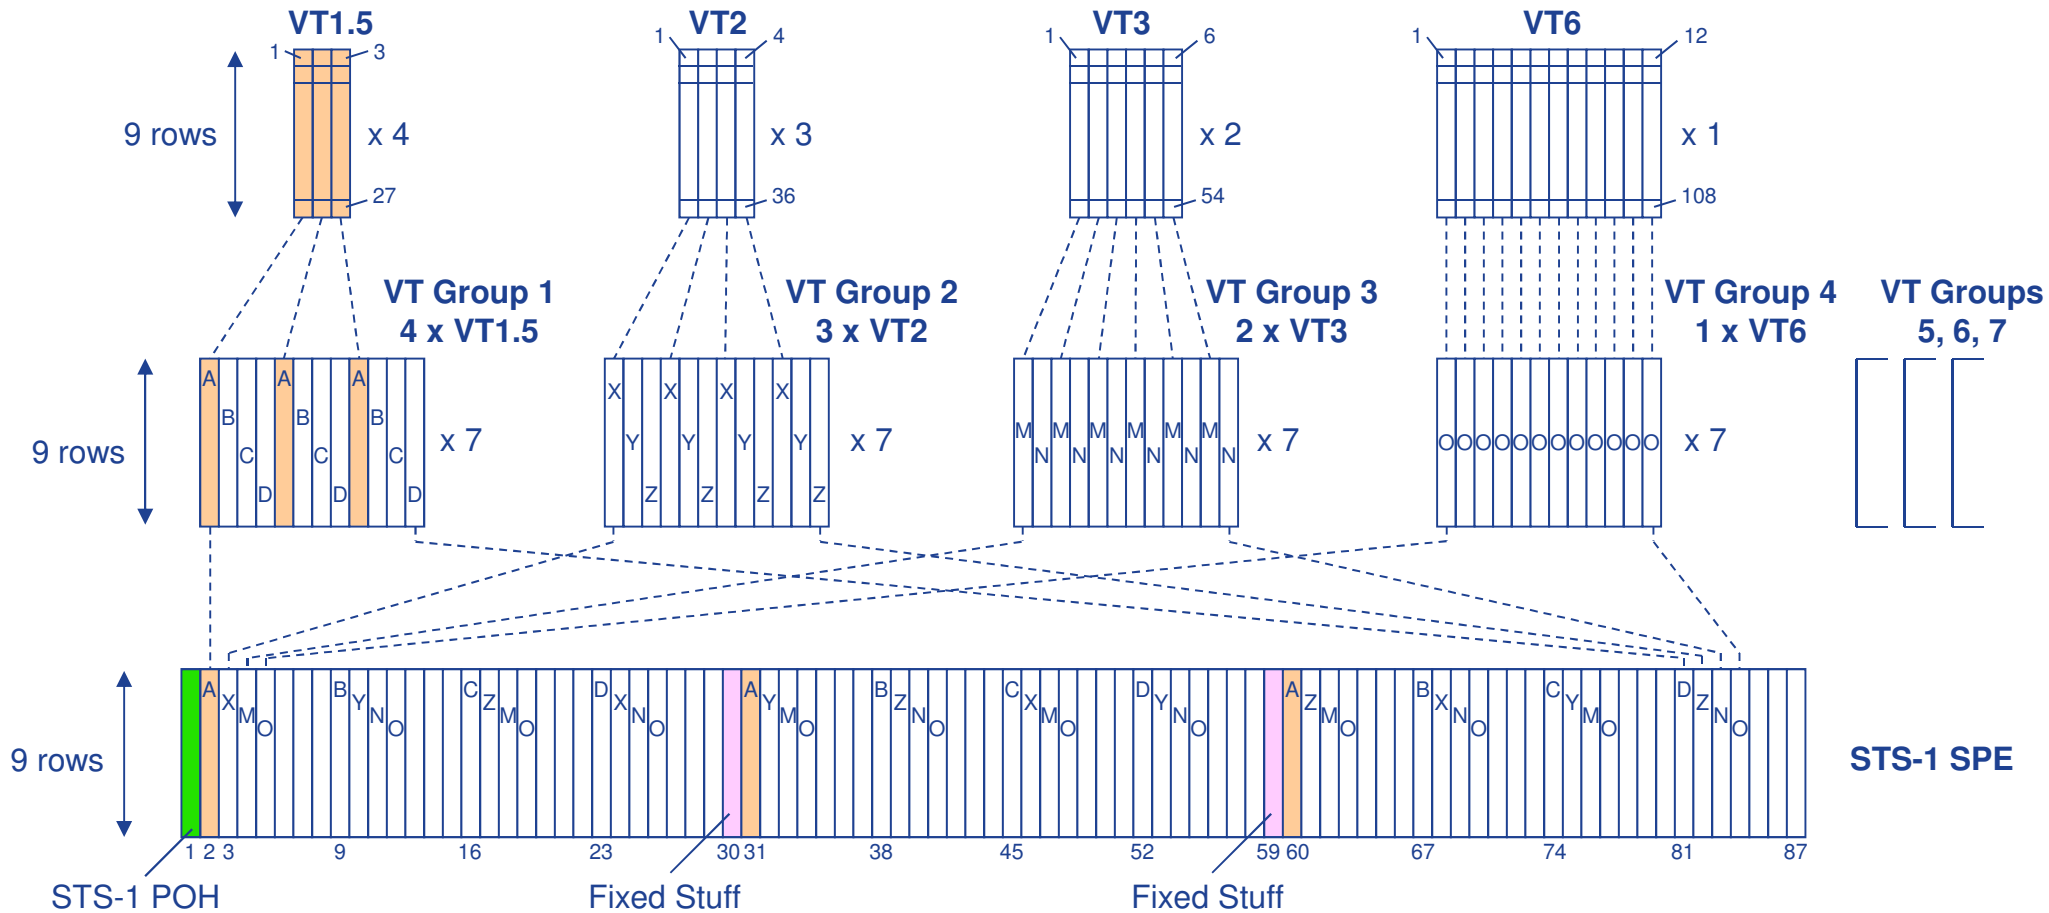 VT1.5 VT2 VT3 VT6
1 3 1 4 1 6 1 12
9 rows x 4 x 3 x 2 x 1
27 36 54 108
VT Group 1 VT Group 2 VT Group 3 VT Group 4 VT Groups
4 x VT1.5 3 x VT2 2 x VT3 1 x VT6 5, 6, 7
9 rows
A B C D A B C D A B C D x 7
X Y Z X Y Z X Y Z X Y Z x 7
M N M N M N M N M N M N x 7
O O O O O O O O O O O O x 7
9 rows
A X M O B Y N O C Z M O D X N O A Y M O B Z N O C X M O D Y N O A Z M O B X N O C Y M O D Z N O
STS-1 SPE
1 2 3 9 16 23 30 31 38 45 52 59 60 67 74 81 87
STS-1 POH Fixed Stuff Fixed Stuff